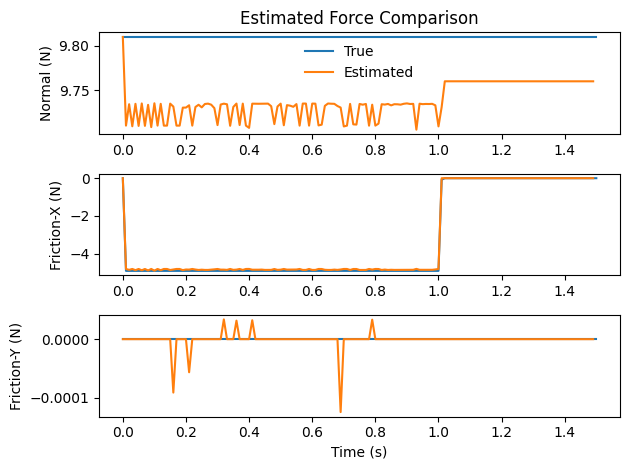 Estimated Force Comparison
Normal (N)
9.80
9.75
True
Estimated
0.0 0.2 0.4 0.6 0.8 1.0 1.2 1.4
Friction-X (N)
0
−2
−4
0.0 0.2 0.4 0.6 0.8 1.0 1.2 1.4
Friction-Y (N)
0.0000
−0.0001
0.0 0.2 0.4 0.6 0.8 1.0 1.2 1.4
Time (s)